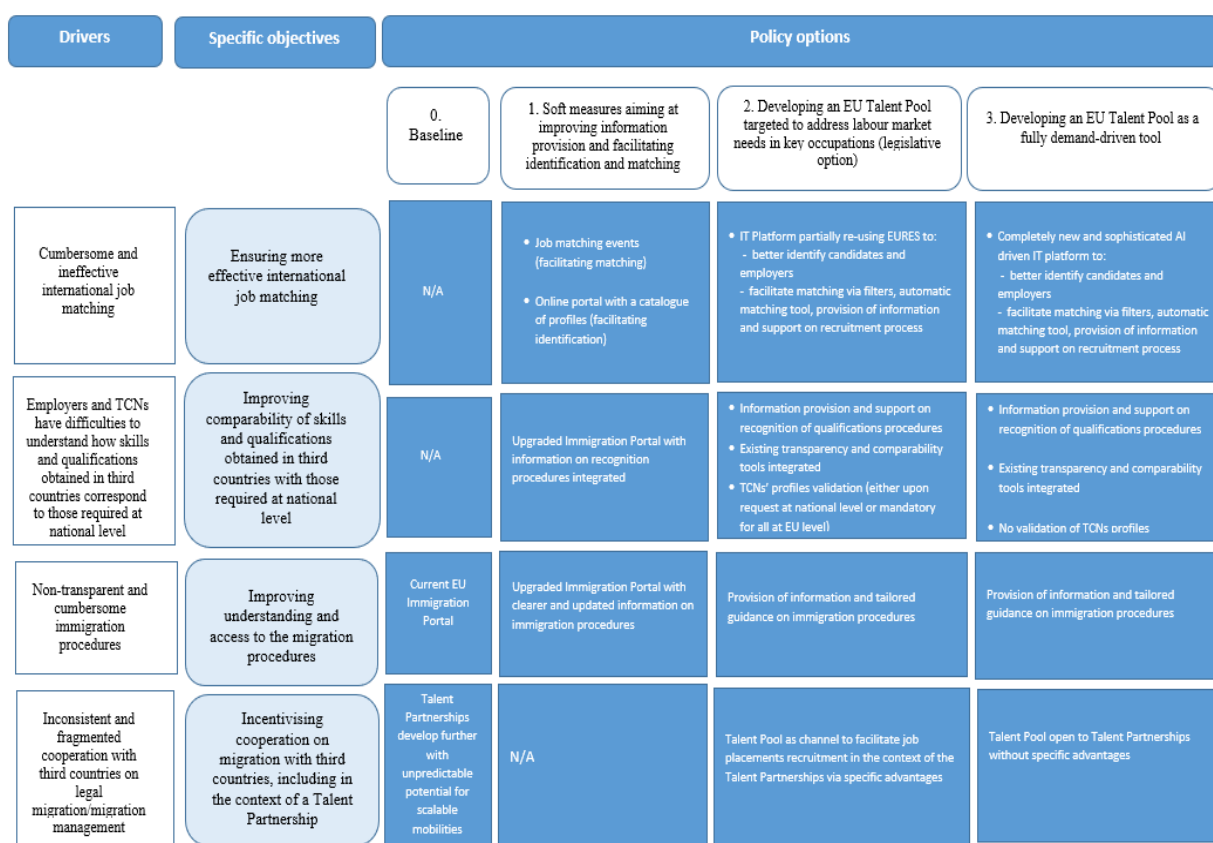 Drivers
Specific objectives
Policy options
0.
Baseline
1. Soft measures aiming at
improving information
provision and facilitating
identification and matching
2. Developing an EU Talent Pool
targeted to address labour market
needs in key occupations (legislative
option)
3. Developing an EU Talent Pool as a
fully demand-driven tool
Cumbersome and
ineffective
international job
matching
Ensuring more
effective international
job matching
N/A
• Job matching events
(facilitating matching)
• Online portal with a catalogue
of profiles (facilitating
identification)
• IT Platform partially re-using EURES to:
- better identify candidates and
employers
- facilitate matching via filters, automatic
matching tool, provision of information
and support on recruitment process
• Completely new and sophisticated AI
driven IT platform to:
- better identify candidates and
employers
- facilitate matching via filters, automatic
matching tool, provision of information
and support on recruitment process
Employers and TCNs
have difficulties to
understand how skills
and qualifications
obtained in third
countries correspond
to those required at
national level
Improving
comparability of skills
and qualifications
obtained in third
countries with those
required at national
level
N/A
Upgraded Immigration Portal with
information on recognition
procedures integrated
• Information provision and support on
recognition of qualifications procedures
• Existing transparency and comparability
tools integrated
• TCNs' profiles validation (either upon
request at national level or mandatory
for all at EU level)
• Information provision and support on
recognition of qualifications procedures
• Existing transparency and comparability
tools integrated
• No validation of TCNs profiles
Non-transparent and
cumbersome
immigration
procedures
Improving
understanding and
access to the migration
procedures
Current EU
Immigration
Portal
Upgraded Immigration Portal with
clearer and updated information on
immigration procedures
Provision of information and tailored
guidance on immigration procedures
Provision of information and tailored
guidance on immigration procedures
Inconsistent and
fragmented
cooperation with
third countries on
legal
migration/migration
management
Incentivising
cooperation on
migration with third
countries, including in
the context of a Talent
Partnership
Talent
Partnerships
develop further
with
unpredictable
potential for
scalable
mobilities
N/A
Talent Pool as channel to facilitate job
placements recruitment in the context of the
Talent Partnerships via specific advantages
Talent Pool open to Talent Partnerships
without specific advantages